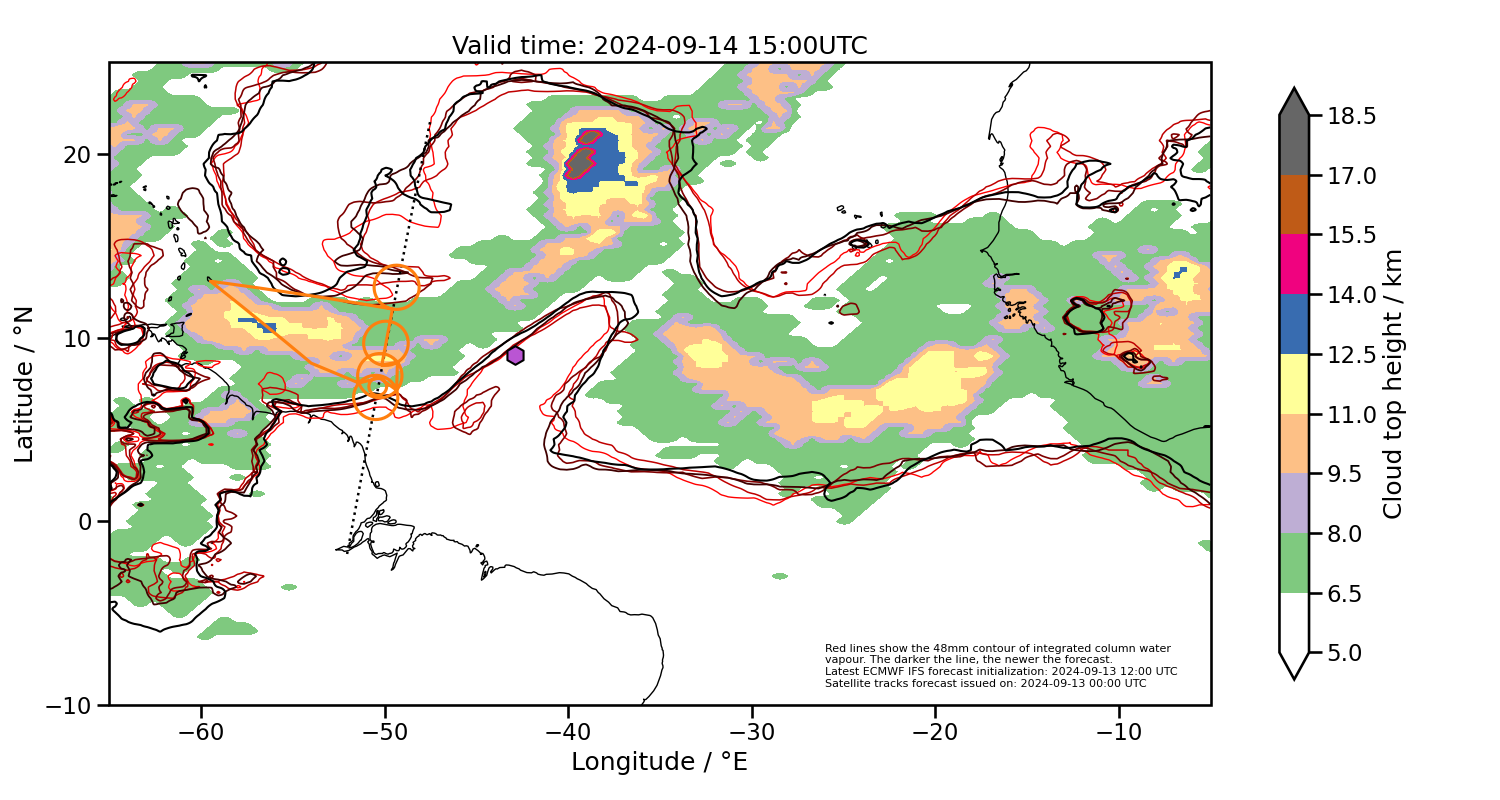 Valid time: 2024-09-14 15:00UTC
20
10
0
−10
Latitude / °N
−60
−50
−40
−30
−20
−10
Longitude / °E
Red lines show the 48mm contour of integrated column water
vapour. The darker the line, the newer the forecast.
Latest ECMWF IFS forecast initialization: 2024-09-13 12:00 UTC
Satellite tracks forecast issued on: 2024-09-13 00:00 UTC
18.5
17.0
15.5
14.0
12.5
11.0
9.5
8.0
6.5
5.0
Cloud top height / km